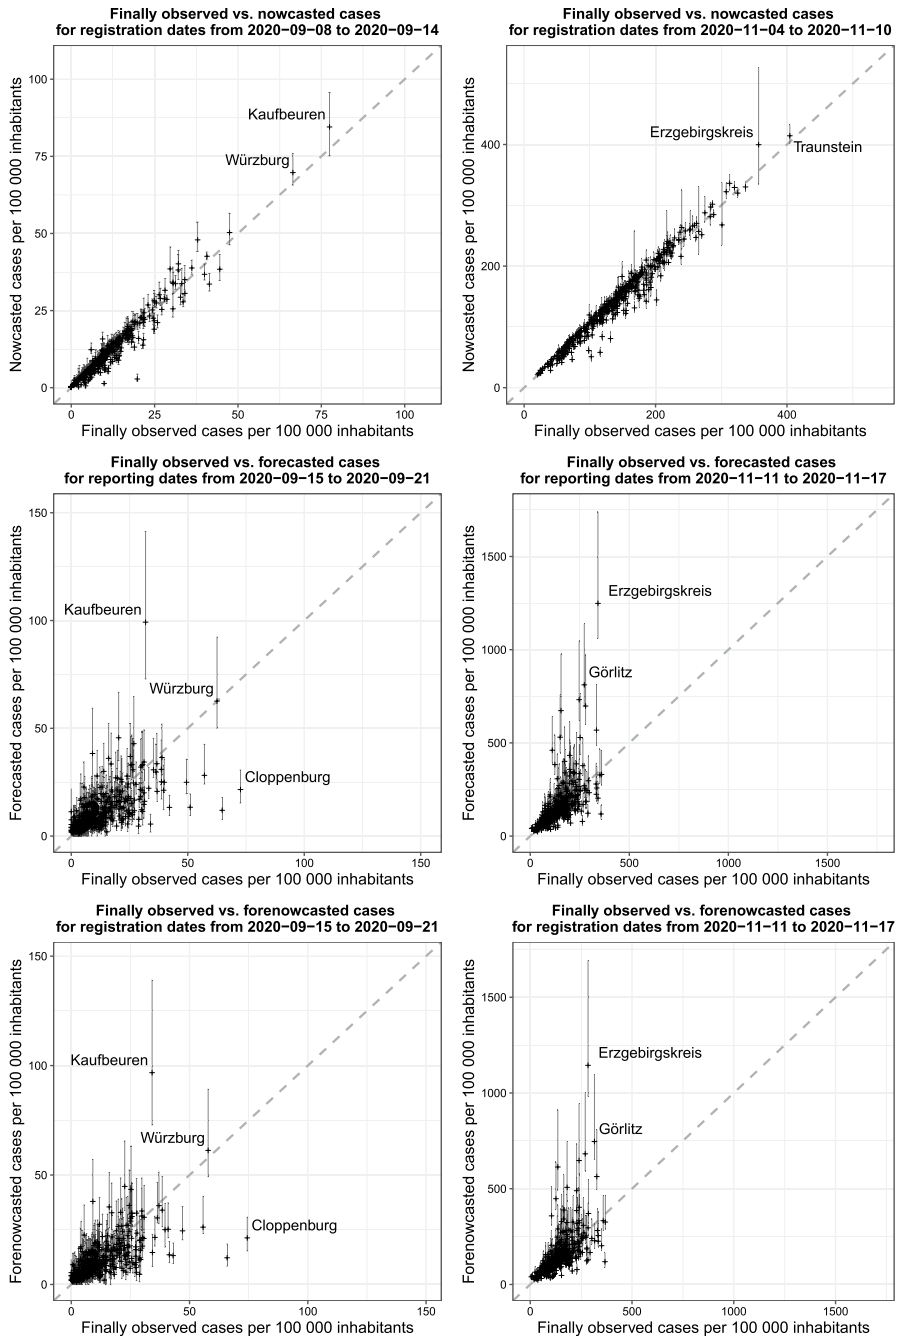 Finally observed vs. nowcasted cases
for registration dates from 2020−09−08 to 2020−09−14
Nowcasted cases per 100 000 inhabitants
100
75
50
25
0
Kaufbeuren
Würzburg
0 25 50 75 100
Finally observed cases per 100 000 inhabitants
Finally observed vs. nowcasted cases
for registration dates from 2020−11−04 to 2020−11−10
Nowcasted cases per 100 000 inhabitants
400
200
0
Erzgebirgskreis
Traunstein
0 200 400
Finally observed cases per 100 000 inhabitants
Finally observed vs. forecasted cases
for reporting dates from 2020−09−15 to 2020−09−21
Forecasted cases per 100 000 inhabitants
150
100
50
0
Kaufbeuren
Würzburg
Cloppenburg
0 50 100 150
Finally observed cases per 100 000 inhabitants
Finally observed vs. forecasted cases
for reporting dates from 2020−11−11 to 2020−11−17
Forecasted cases per 100 000 inhabitants
1500
1000
500
0
Erzgebirgskreis
Görlitz
0 500 1000 1500
Finally observed cases per 100 000 inhabitants
Finally observed vs. forenowcasted cases
for registration dates from 2020−09−15 to 2020−09−21
Forenowcasted cases per 100 000 inhabitants
150
100
50
0
Kaufbeuren
Würzburg
Cloppenburg
0 50 100 150
Finally observed cases per 100 000 inhabitants
Finally observed vs. forenowcasted cases
for registration dates from 2020−11−11 to 2020−11−17
Forenowcasted cases per 100 000 inhabitants
1500
1000
500
0
Erzgebirgskreis
Görlitz
0 500 1000 1500
Finally observed cases per 100 000 inhabitants